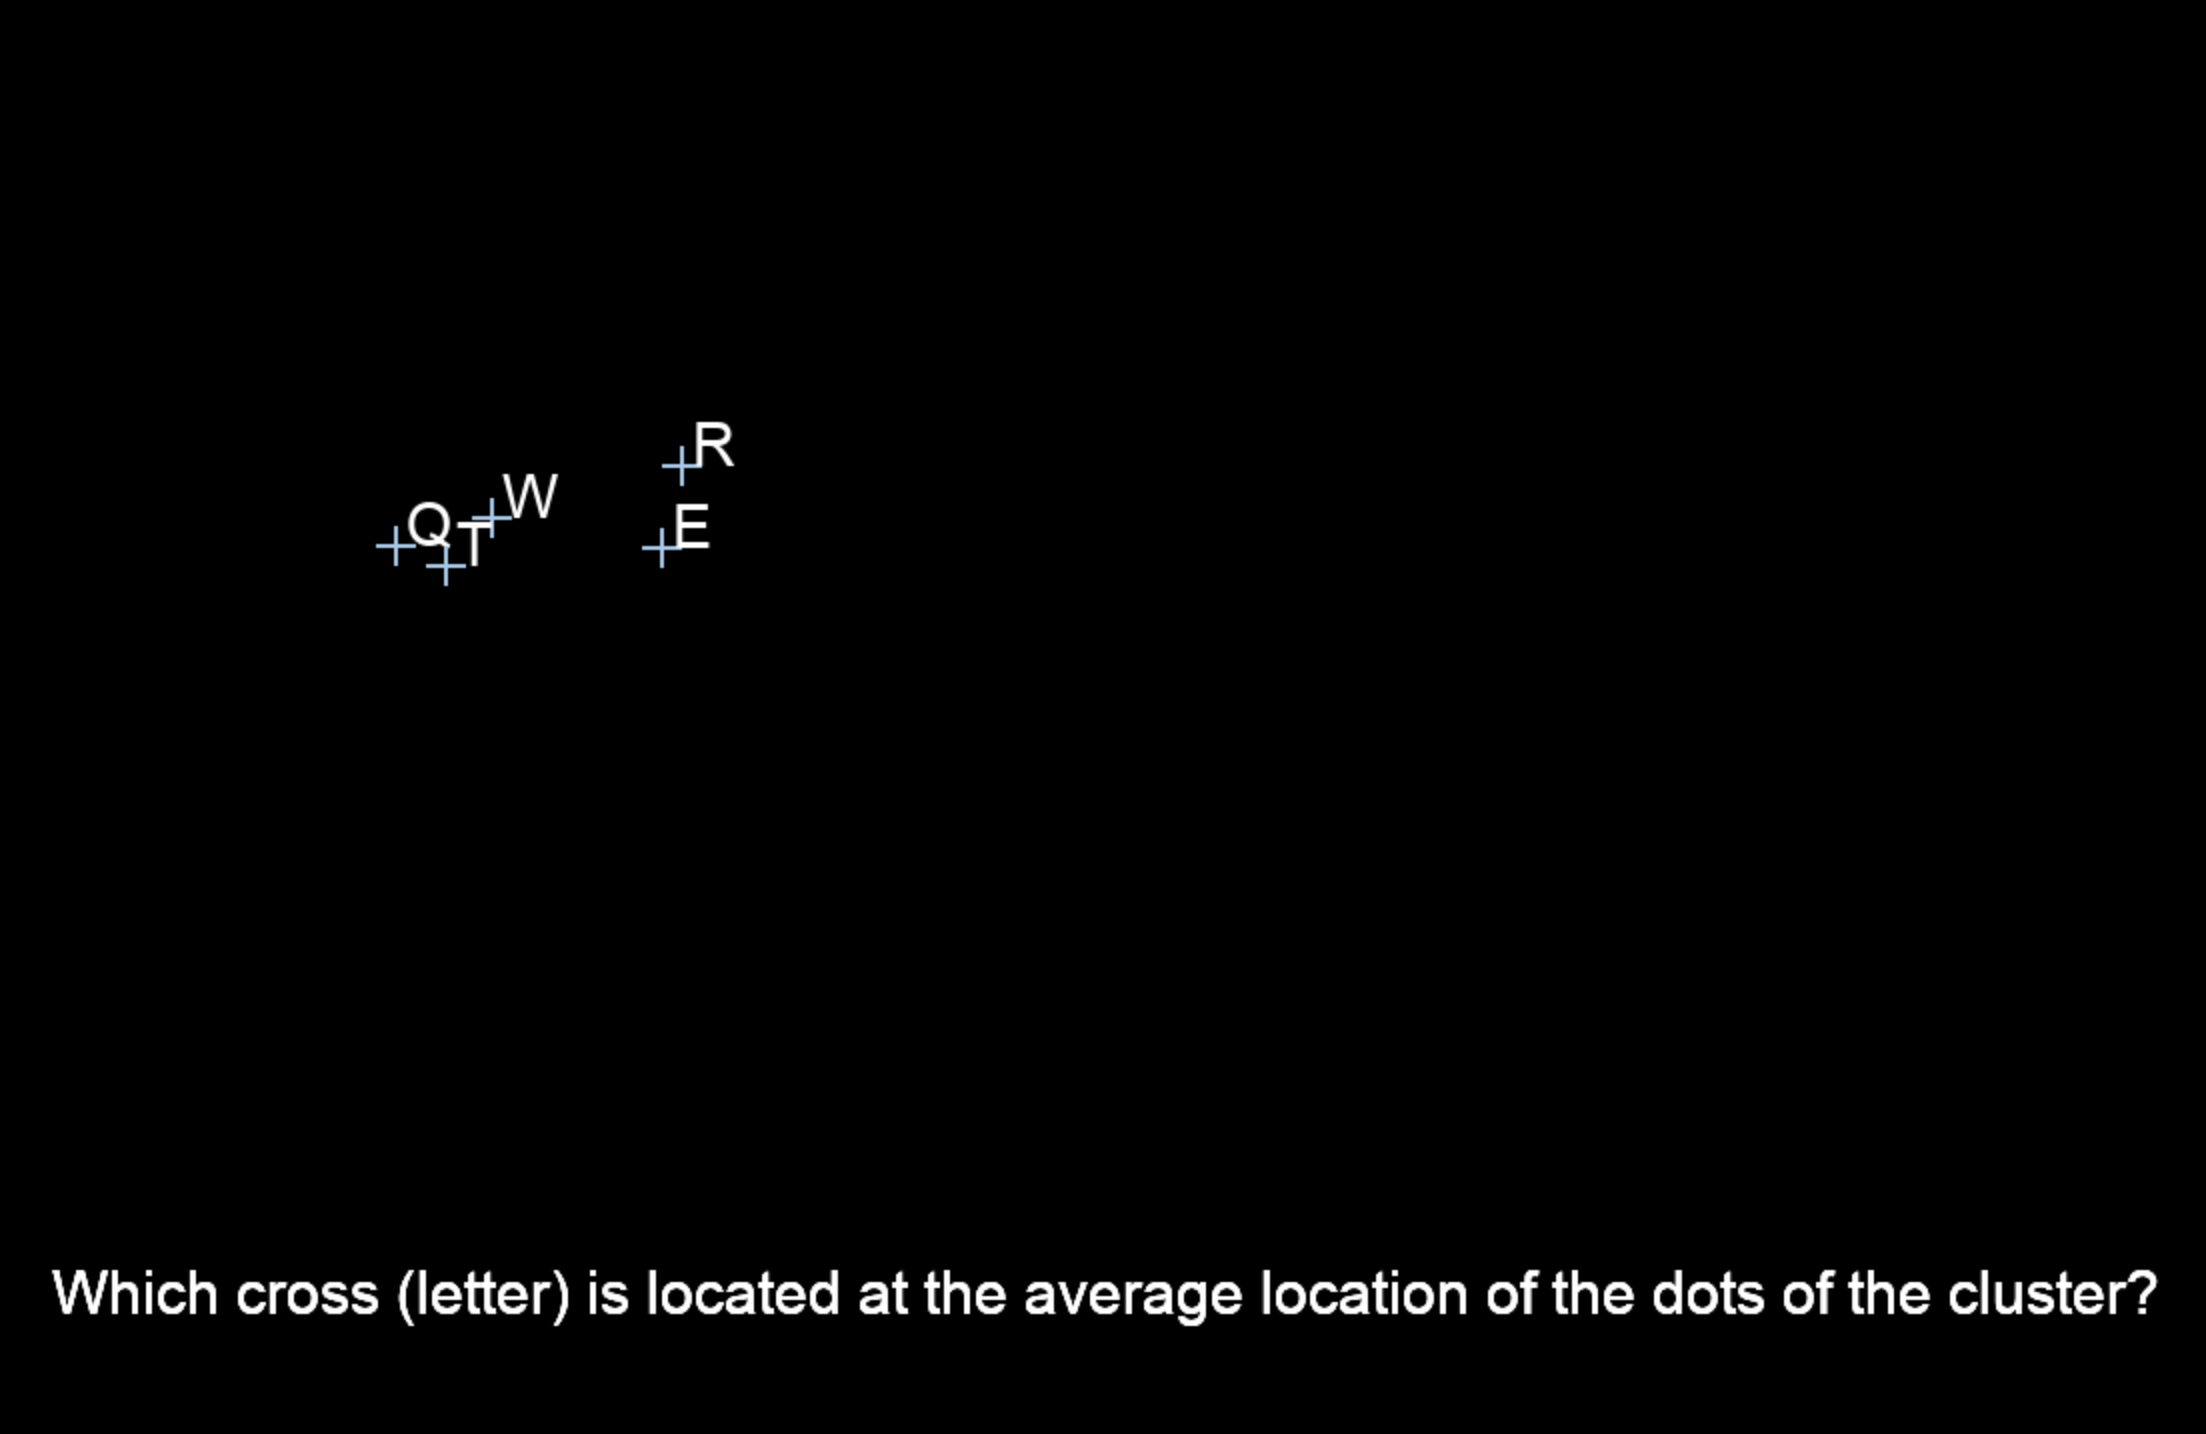 R
W
Q
E
T
Which cross (letter) is located at the average location of the dots of the cluster?